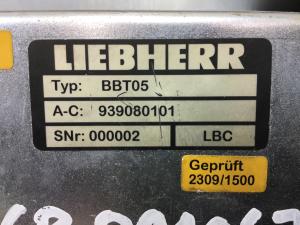 LIEBHERR
Typ: BBT05
A-C: 939080101
SNr: 000002 LBC
Geprüft
2309/1500